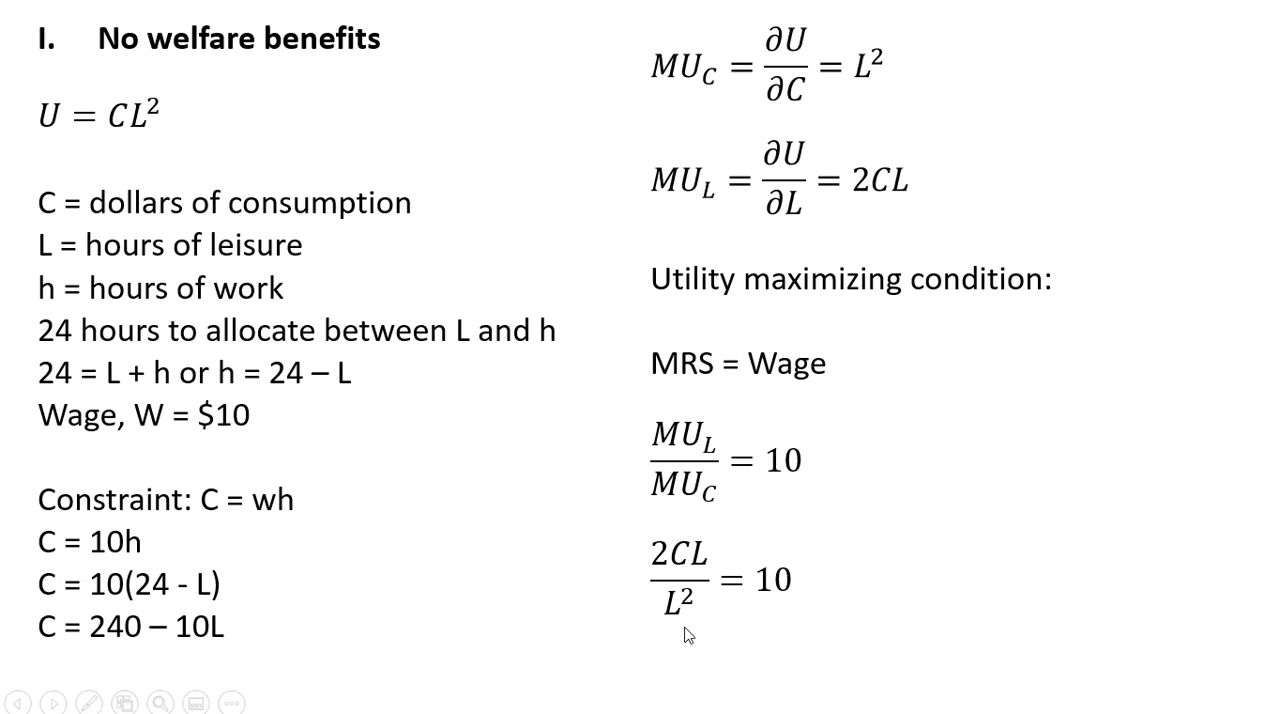 I. No welfare benefits
U = CL²
C = dollars of consumption
L = hours of leisure
h = hours of work
24 hours to allocate between L and h
24 = L + h or h = 24 – L
Wage, W = $10
Constraint: C = wh
C = 10h
C = 10(24 - L)
C = 240 – 10L
MU_C = ∂U/∂C = L²
MU_L = ∂U/∂L = 2CL
Utility maximizing condition:
MRS = Wage
MU_L/MU_C = 10
2CL/L² = 10